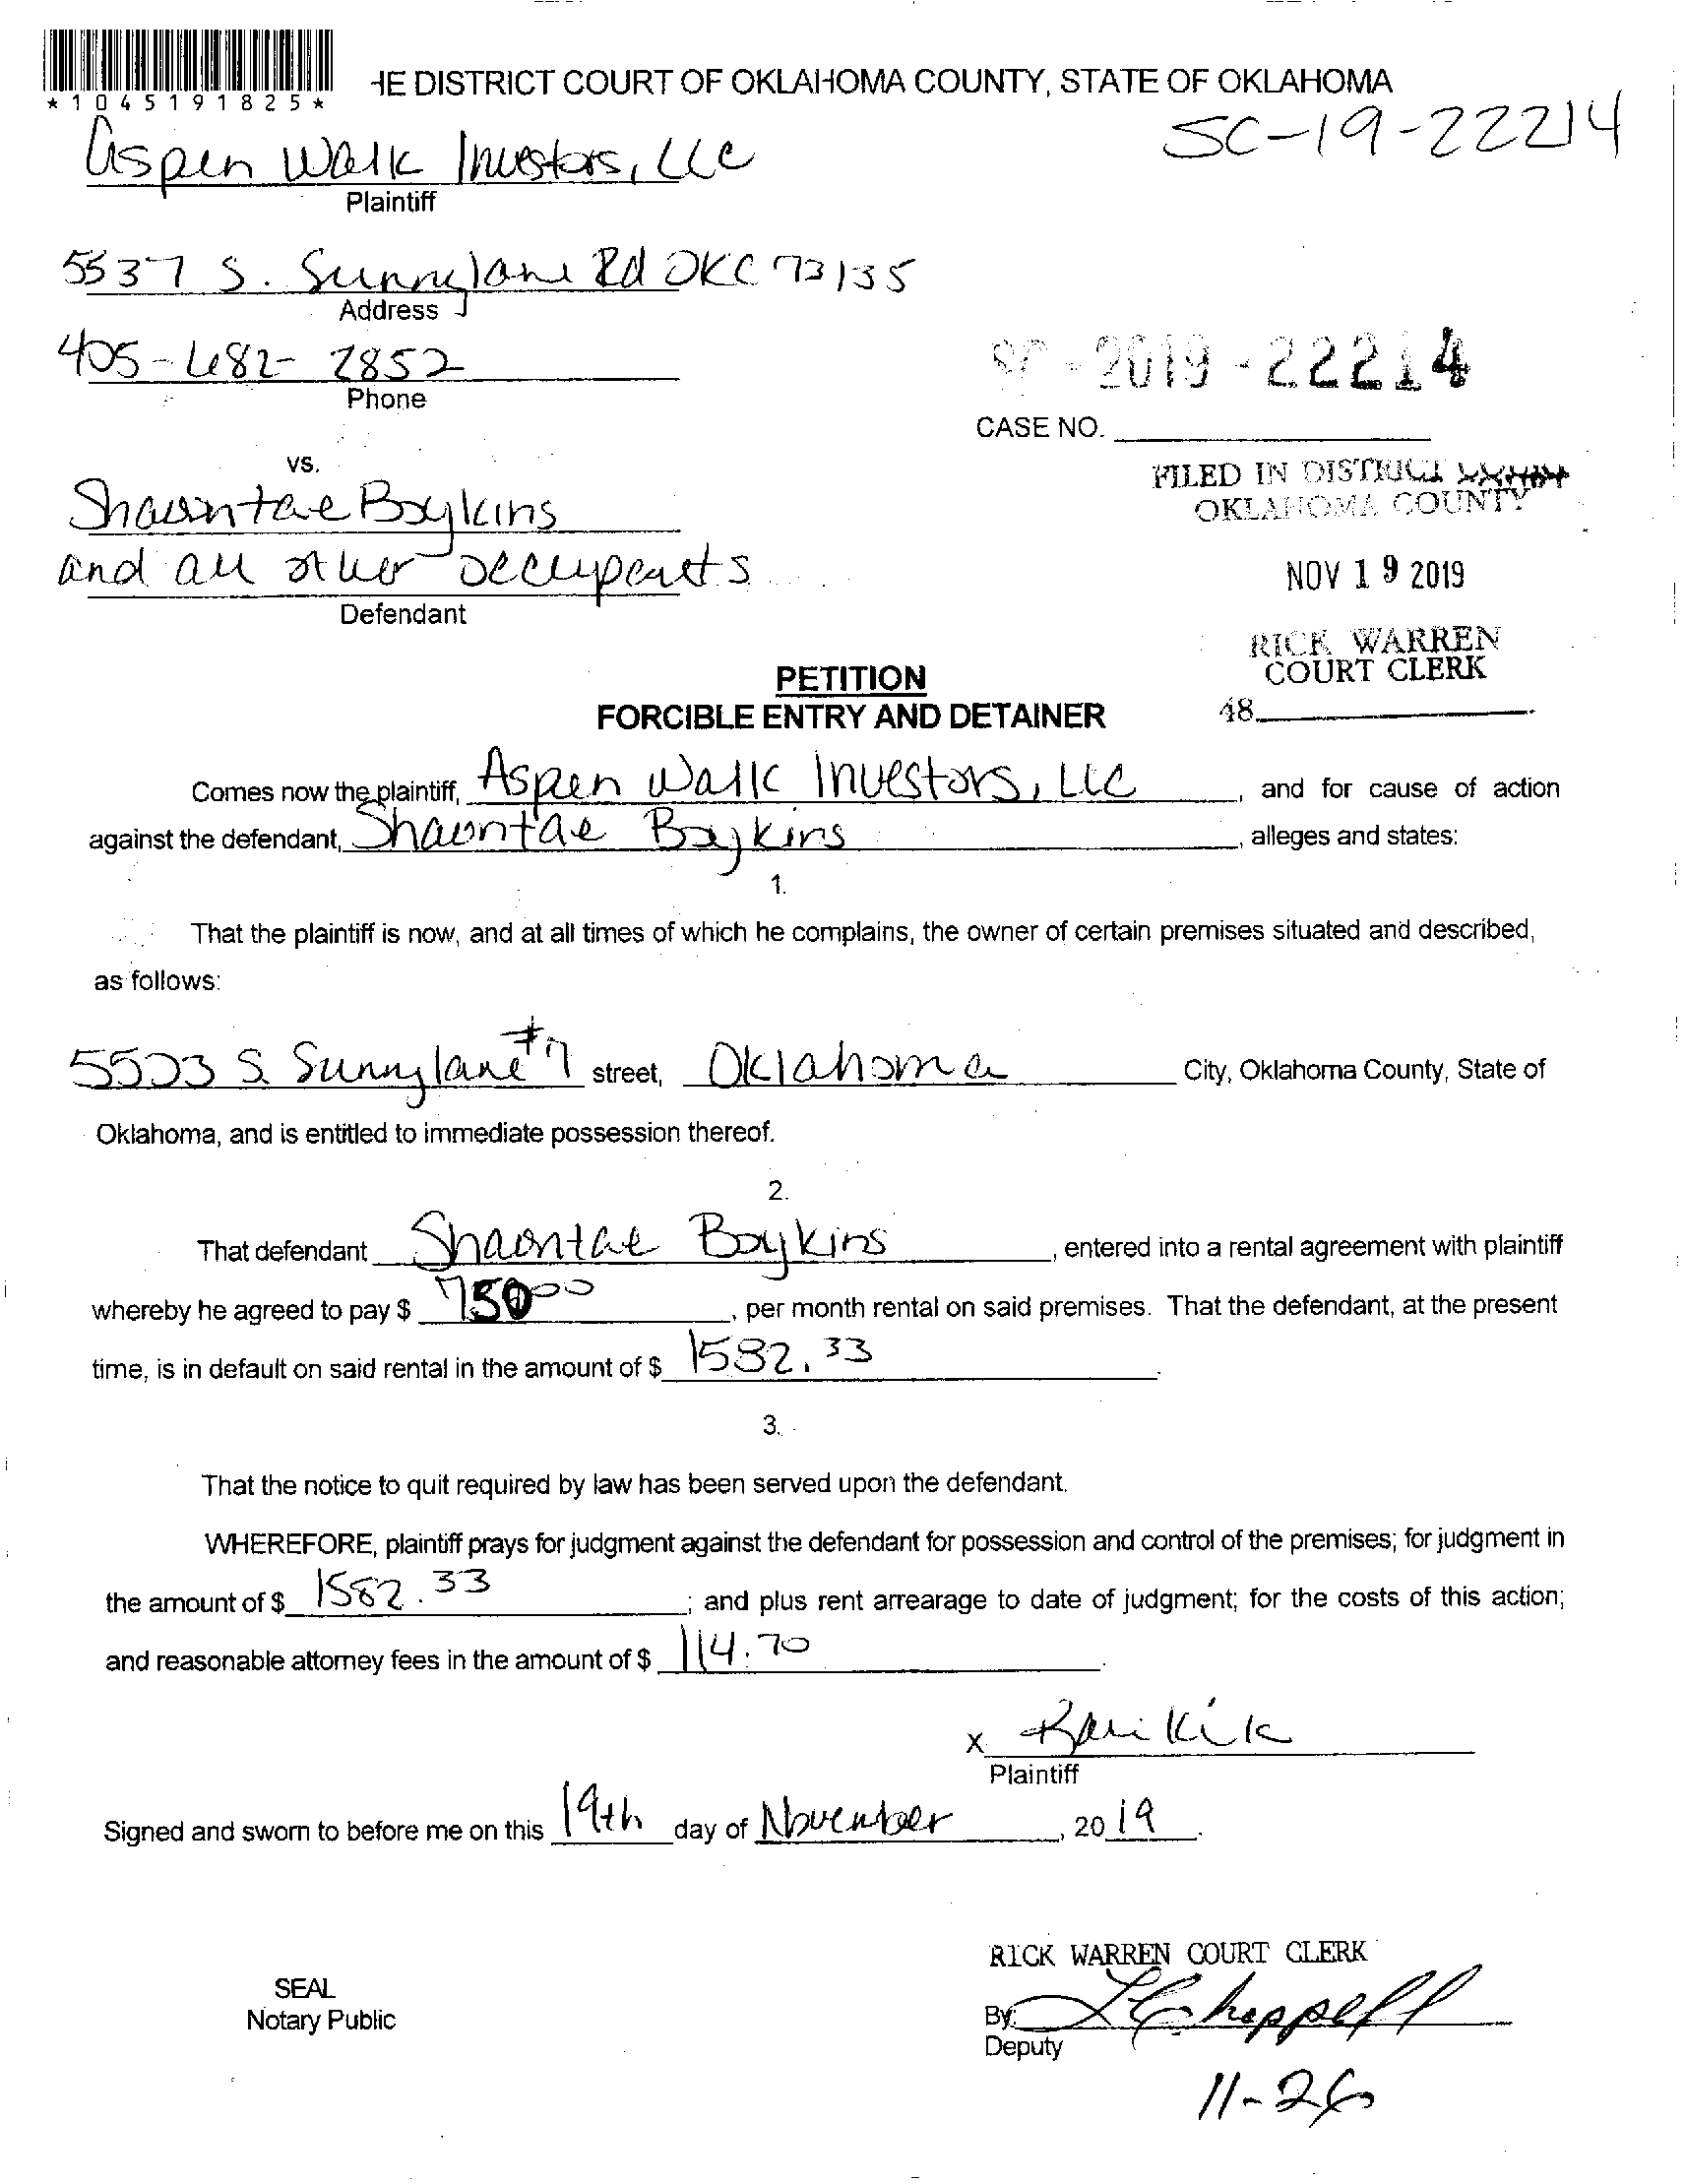 *1045191825*
HE DISTRICT COURT OF OKLAHOMA COUNTY, STATE OF OKLAHOMA
SC-19-22214
Aspen Walk Investors, LLC
Plaintiff
5537 S. Sunnylane Rd OKC 73135
Address
405-682-7852
Phone
SC-2019-22214
CASE NO.
vs.
FILED IN DISTRICT COURT
OKLAHOMA COUNTY
Shauntae Boykins
and all other occupants
Defendant
NOV 19 2019
RICK WARREN
COURT CLERK
48
PETITION
FORCIBLE ENTRY AND DETAINER
Comes now the plaintiff, Aspen Walk Investors, LLC, and for cause of action
against the defendant, Shauntae Boykins, alleges and states:
1.
That the plaintiff is now, and at all times of which he complains, the owner of certain premises situated and described,
as follows:
5503 S. Sunnylane #7 street, Oklahoma City, Oklahoma County, State of
Oklahoma, and is entitled to immediate possession thereof.
2.
That defendant Shauntae Boykins, entered into a rental agreement with plaintiff
whereby he agreed to pay $ 750 00, per month rental on said premises. That the defendant, at the present
time, is in default on said rental in the amount of $ 1582.33.
3.
That the notice to quit required by law has been served upon the defendant.
WHEREFORE, plaintiff prays for judgment against the defendant for possession and control of the premises; for judgment in
the amount of $ 1582.33; and plus rent arrearage to date of judgment; for the costs of this action;
and reasonable attorney fees in the amount of $ 114.70.
x
Plaintiff
Signed and sworn to before me on this 19th day of November, 2019.
RICK WARREN COURT CLERK
SEAL
Notary Public
By:
Deputy
11-26